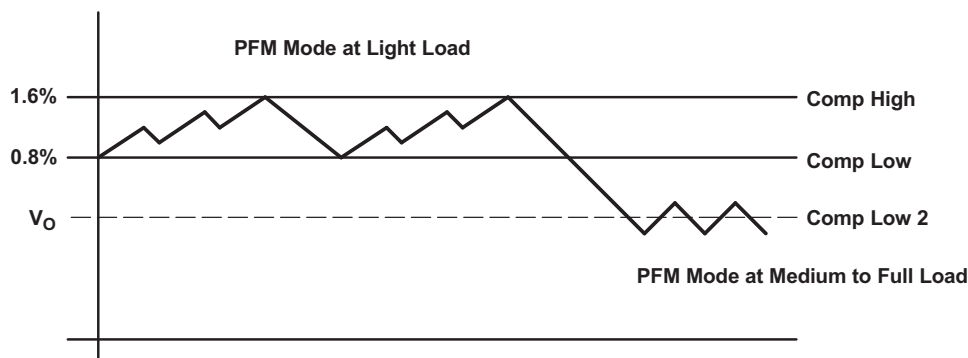 PFM Mode at Light Load
1.6%
Comp High
0.8%
Comp Low
VO
Comp Low 2
PFM Mode at Medium to Full Load